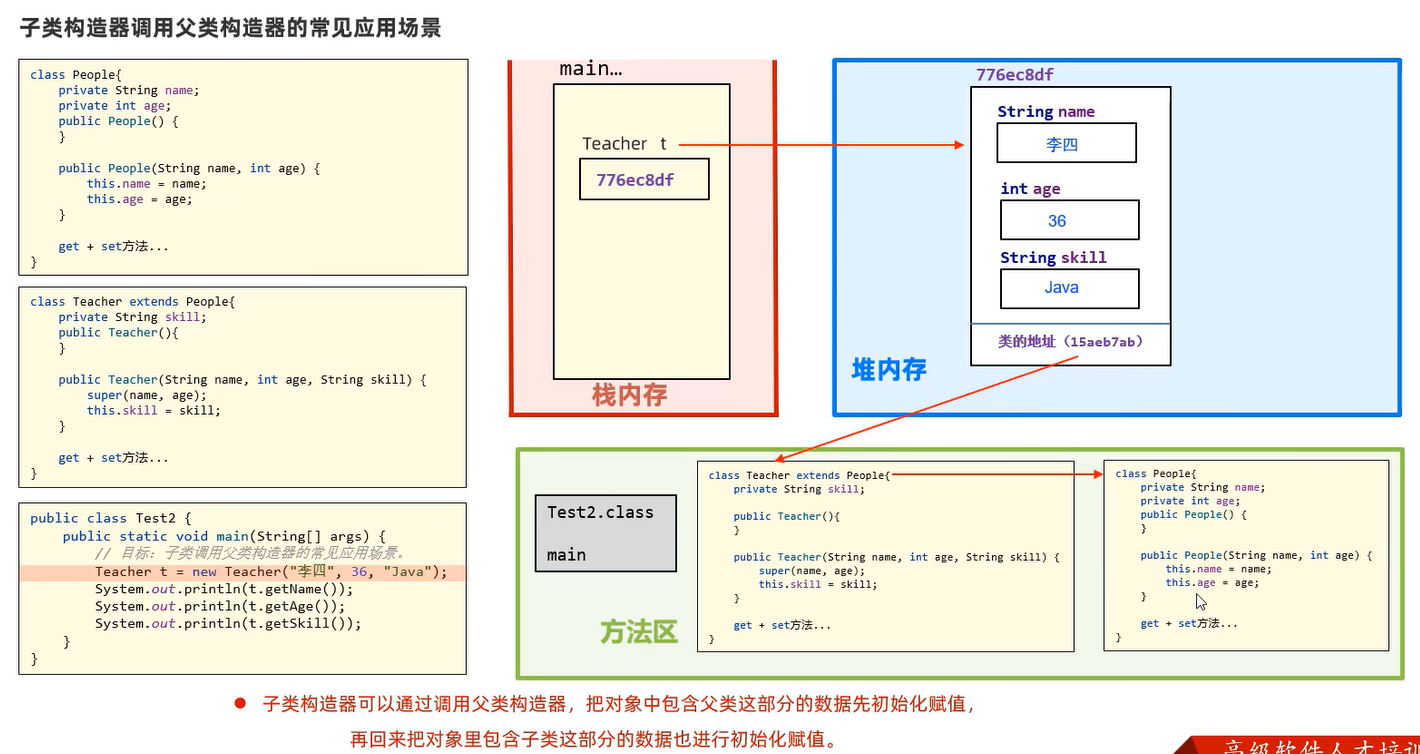 子类构造器调用父类构造器的常见应用场景
class People{
private String name;
private int age;
public People() {
}
public People(String name, int age) {
this.name = name;
this.age = age;
}
get + set方法...
}
class Teacher extends People{
private String skill;
public Teacher(){
}
public Teacher(String name, int age, String skill) {
super(name, age);
this.skill = skill;
}
get + set方法...
}
public class Test2 {
public static void main(String[] args) {
// 目标：子类调用父类构造器的常见应用场景。
Teacher t = new Teacher("李四", 36, "Java");
System.out.println(t.getName());
System.out.println(t.getAge());
System.out.println(t.getSkill());
}
}
main…
Teacher t
776ec8df
栈内存
776ec8df
String name
李四
int age
36
String skill
Java
类的地址（15aeb7ab）
堆内存
Test2.class
main
方法区
class Teacher extends People{
private String skill;
public Teacher(){
}
public Teacher(String name, int age, String skill) {
super(name, age);
this.skill = skill;
}
get + set方法...
}
class People{
private String name;
private int age;
public People() {
}
public People(String name, int age) {
this.name = name;
this.age = age;
}
get + set方法...
}
● 子类构造器可以通过调用父类构造器，把对象中包含父类这部分的数据先初始化赋值，
再回来把对象里包含子类这部分的数据也进行初始化赋值。
高级软件人才培训